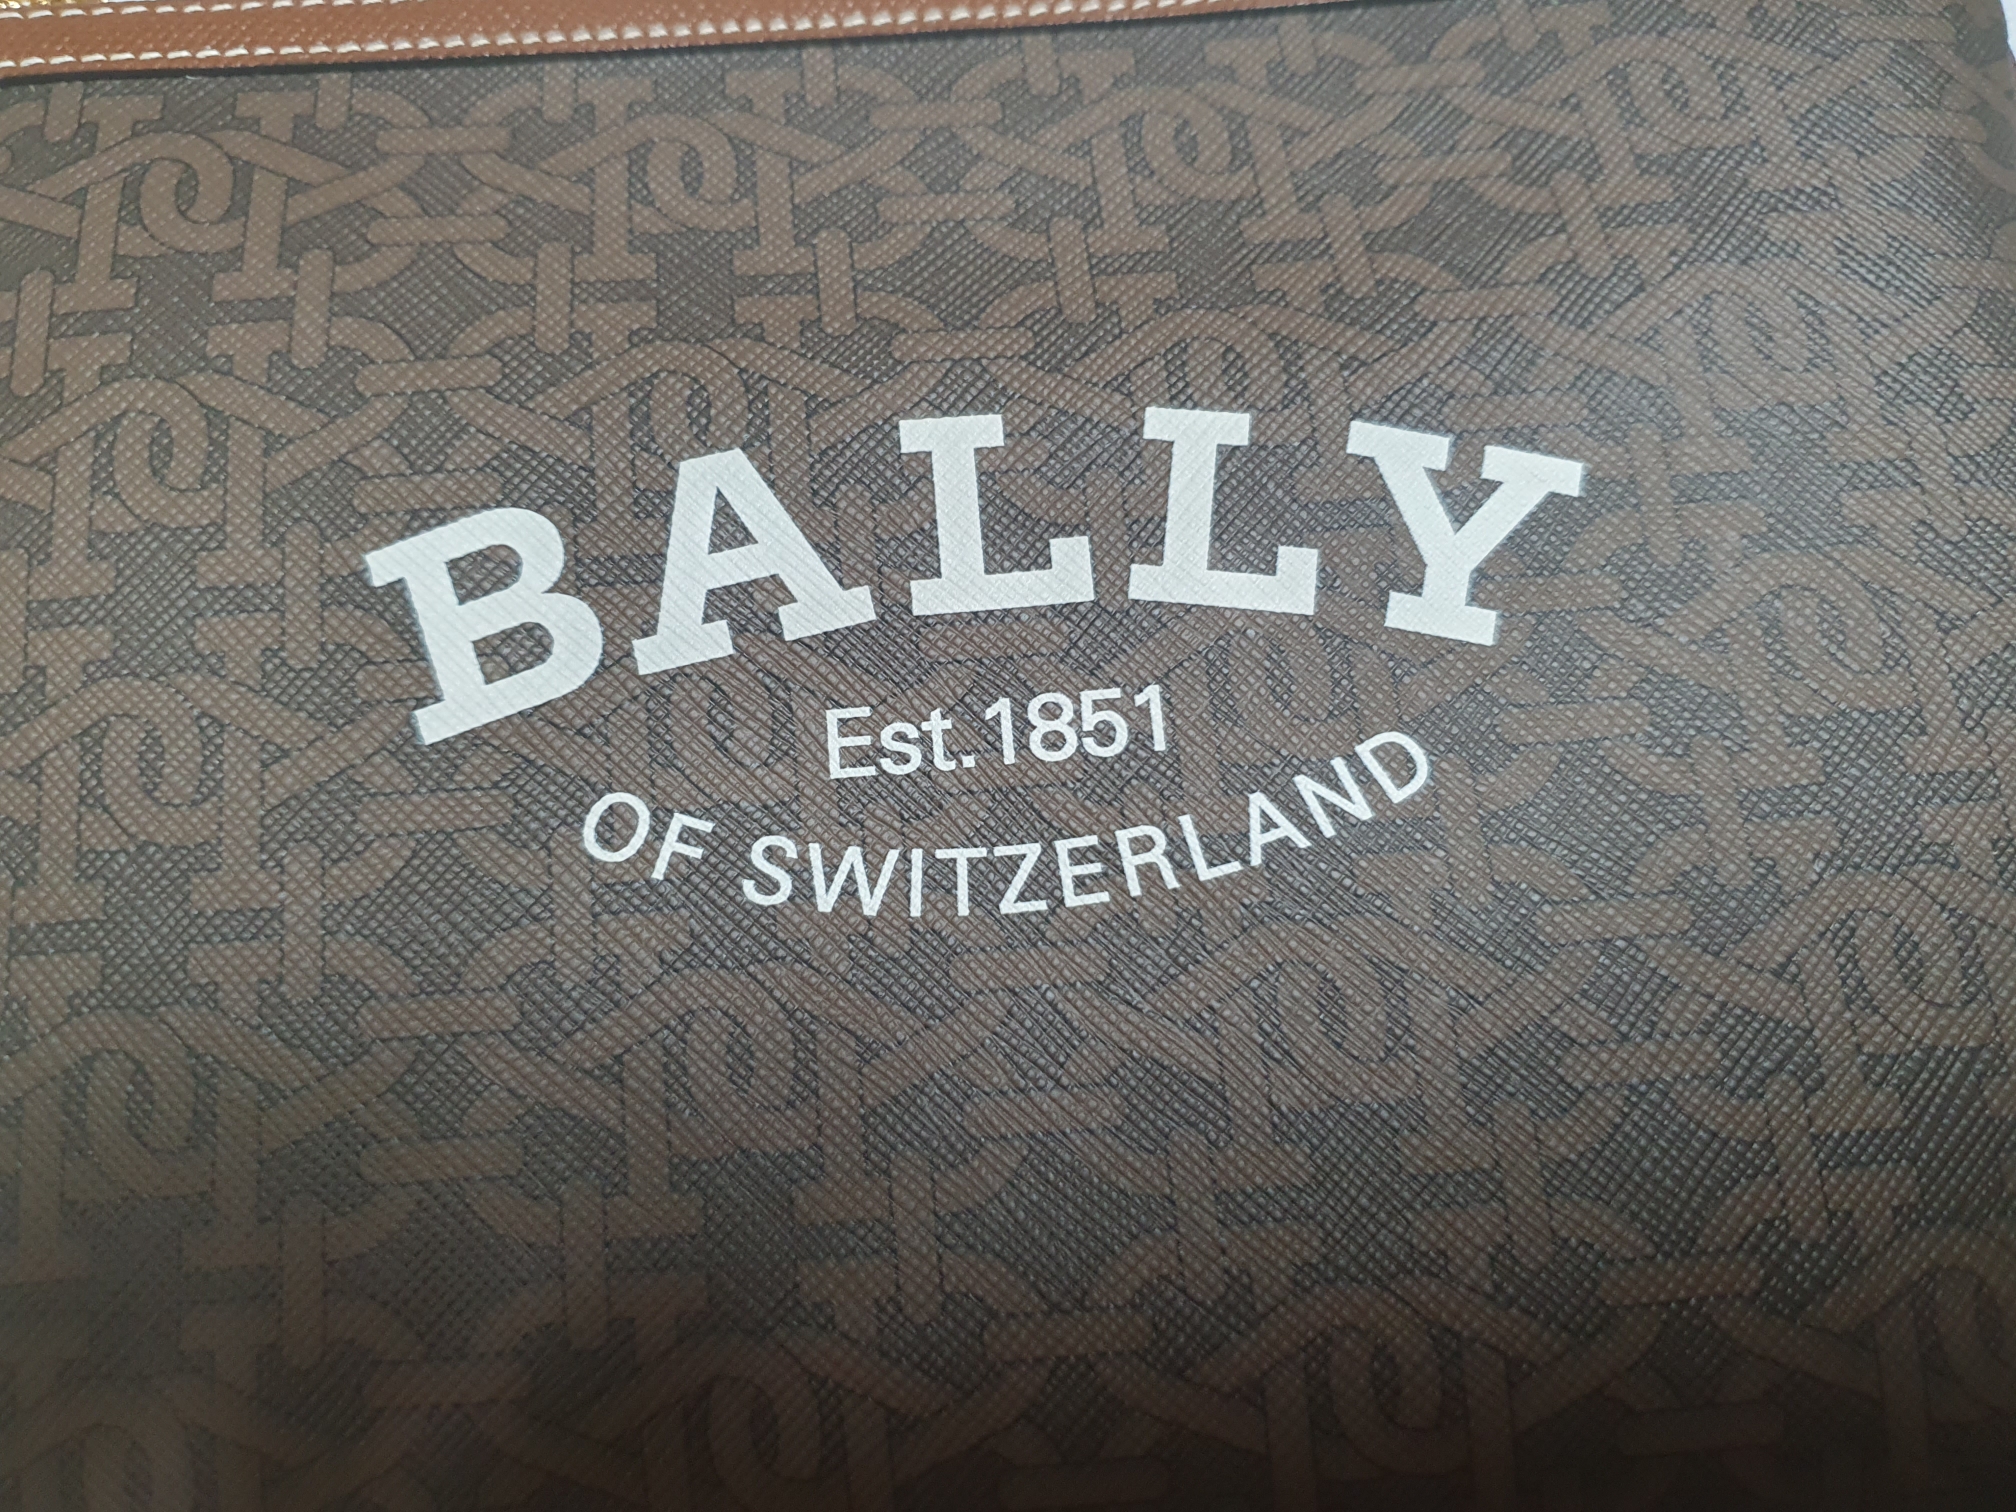 BALLY
Est.1851
OF SWITZERLAND